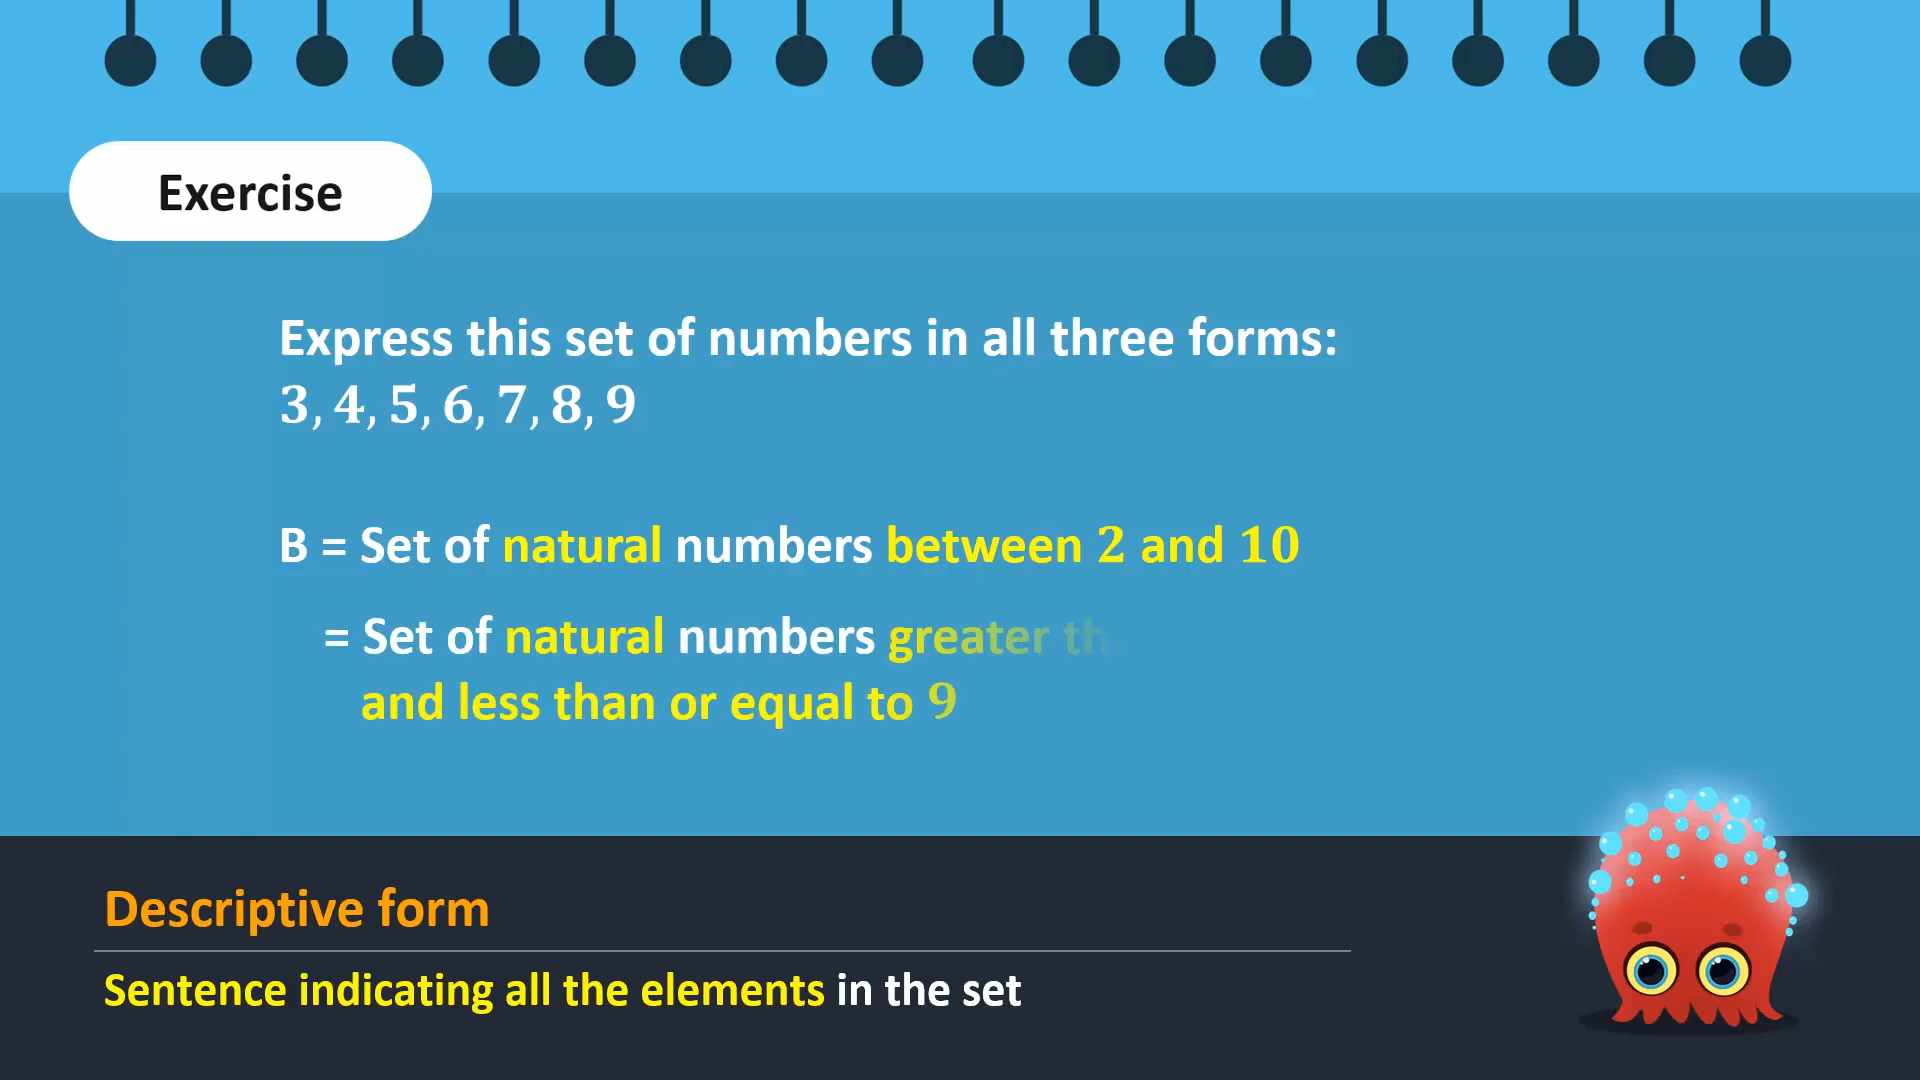 Exercise
Express this set of numbers in all three forms:
3, 4, 5, 6, 7, 8, 9
B = Set of natural numbers between 2 and 10
= Set of natural numbers greater
and less than or equal to 9
Descriptive form
Sentence indicating all the elements in the set